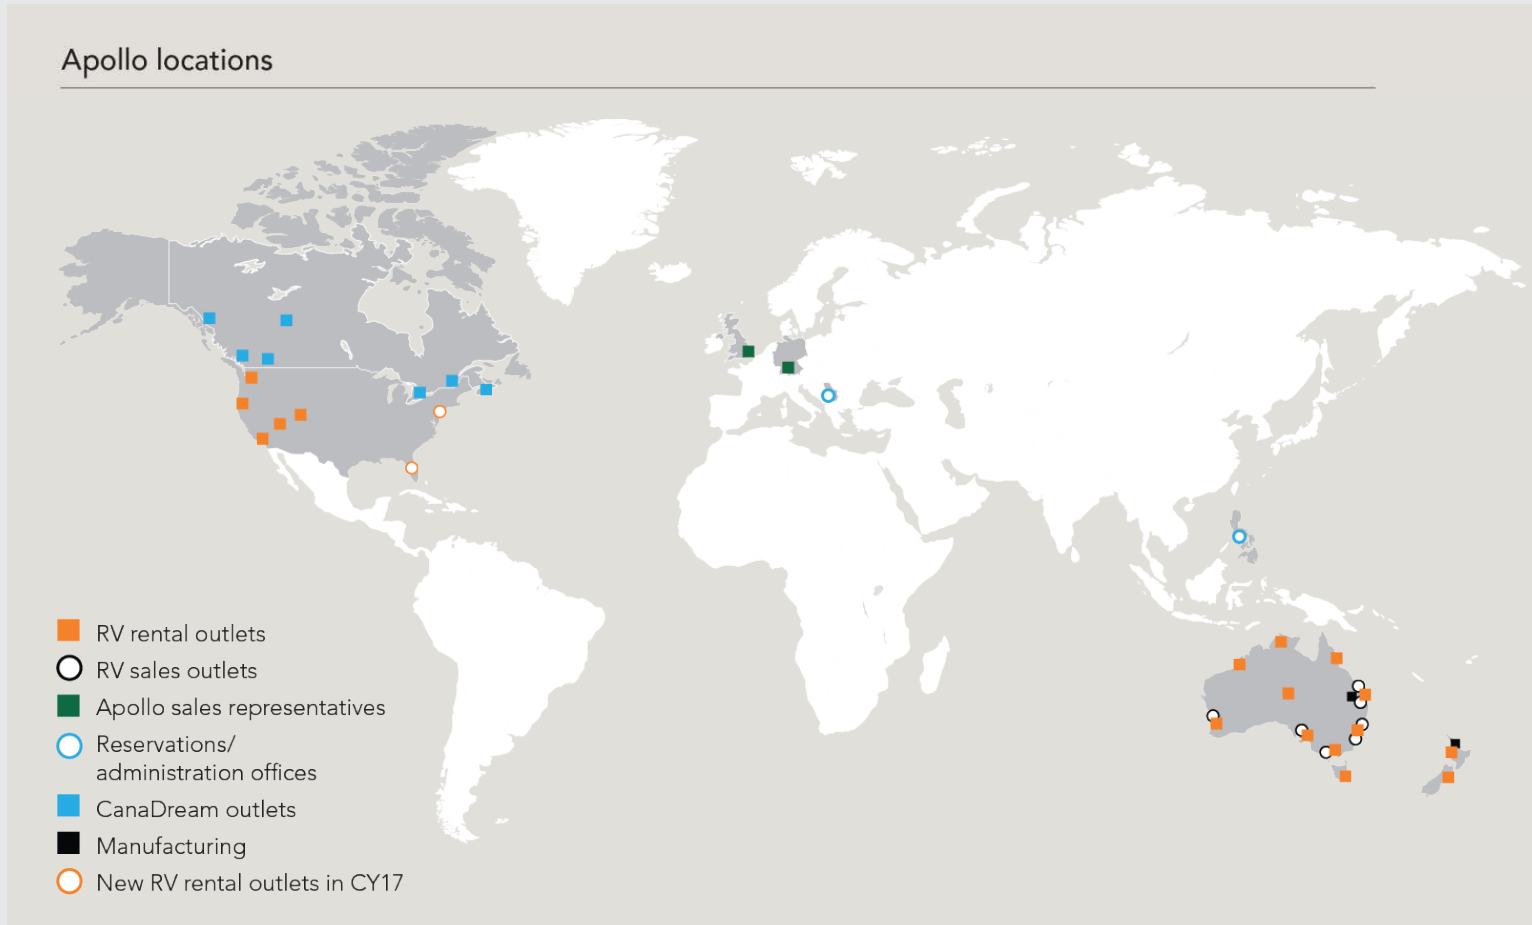 Apollo locations
RV rental outlets
RV sales outlets
Apollo sales representatives
Reservations/
administration offices
CanaDream outlets
Manufacturing
New RV rental outlets in CY17